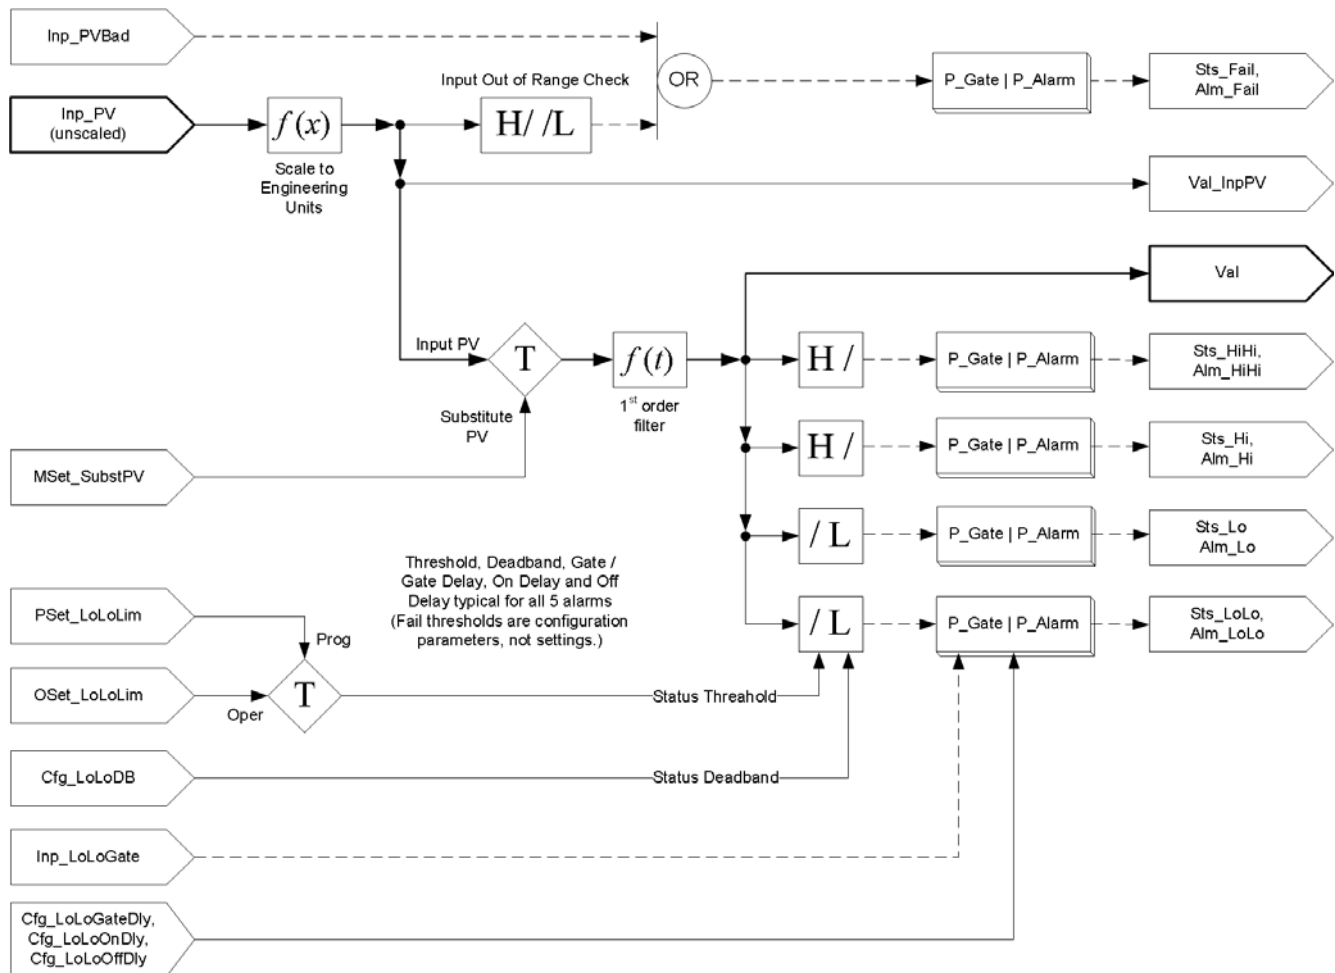 Inp_PVBad
Input Out of Range Check
OR
P_Gate | P_Alarm
Sts_Fail,
Alm_Fail
Inp_PV
(unscaled)
f(x)
H/ /L
Scale to
Engineering
Units
Val_InpPV
Val
Input PV
T
f(t)
H /
P_Gate | P_Alarm
Sts_HiHi,
Alm_HiHi
Substitute
PV
1st order
filter
H /
P_Gate | P_Alarm
Sts_Hi,
Alm_Hi
MSet_SubstPV
/ L
P_Gate | P_Alarm
Sts_Lo
Alm_Lo
Threshold, Deadband, Gate /
Gate Delay, On Delay and Off
Delay typical for all 5 alarms
(Fail thresholds are configuration
parameters, not settings.)
PSet_LoLoLim
Prog
/ L
P_Gate | P_Alarm
Sts_LoLo,
Alm_LoLo
OSet_LoLoLim
Oper
T
Status Threahold
Cfg_LoLoDB
Status Deadband
Inp_LoLoGate
Cfg_LoLoGateDly,
Cfg_LoLoOnDly,
Cfg_LoLoOffDly